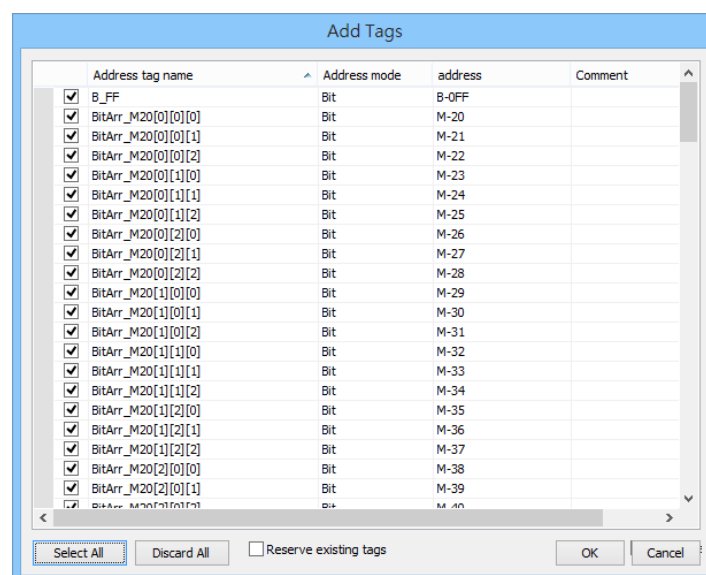 Add Tags
Address tag name Address mode address Comment
B_FF Bit B-0FF
BitArr_M20[0][0][0] Bit M-20
BitArr_M20[0][0][1] Bit M-21
BitArr_M20[0][0][2] Bit M-22
BitArr_M20[0][1][0] Bit M-23
BitArr_M20[0][1][1] Bit M-24
BitArr_M20[0][1][2] Bit M-25
BitArr_M20[0][2][0] Bit M-26
BitArr_M20[0][2][1] Bit M-27
BitArr_M20[0][2][2] Bit M-28
BitArr_M20[1][0][0] Bit M-29
BitArr_M20[1][0][1] Bit M-30
BitArr_M20[1][0][2] Bit M-31
BitArr_M20[1][1][0] Bit M-32
BitArr_M20[1][1][1] Bit M-33
BitArr_M20[1][1][2] Bit M-34
BitArr_M20[1][2][0] Bit M-35
BitArr_M20[1][2][1] Bit M-36
BitArr_M20[1][2][2] Bit M-37
BitArr_M20[2][0][0] Bit M-38
BitArr_M20[2][0][1] Bit M-39
BitArr_M20[2][0][2] Bit M-40
Select All Discard All Reserve existing tags OK Cancel